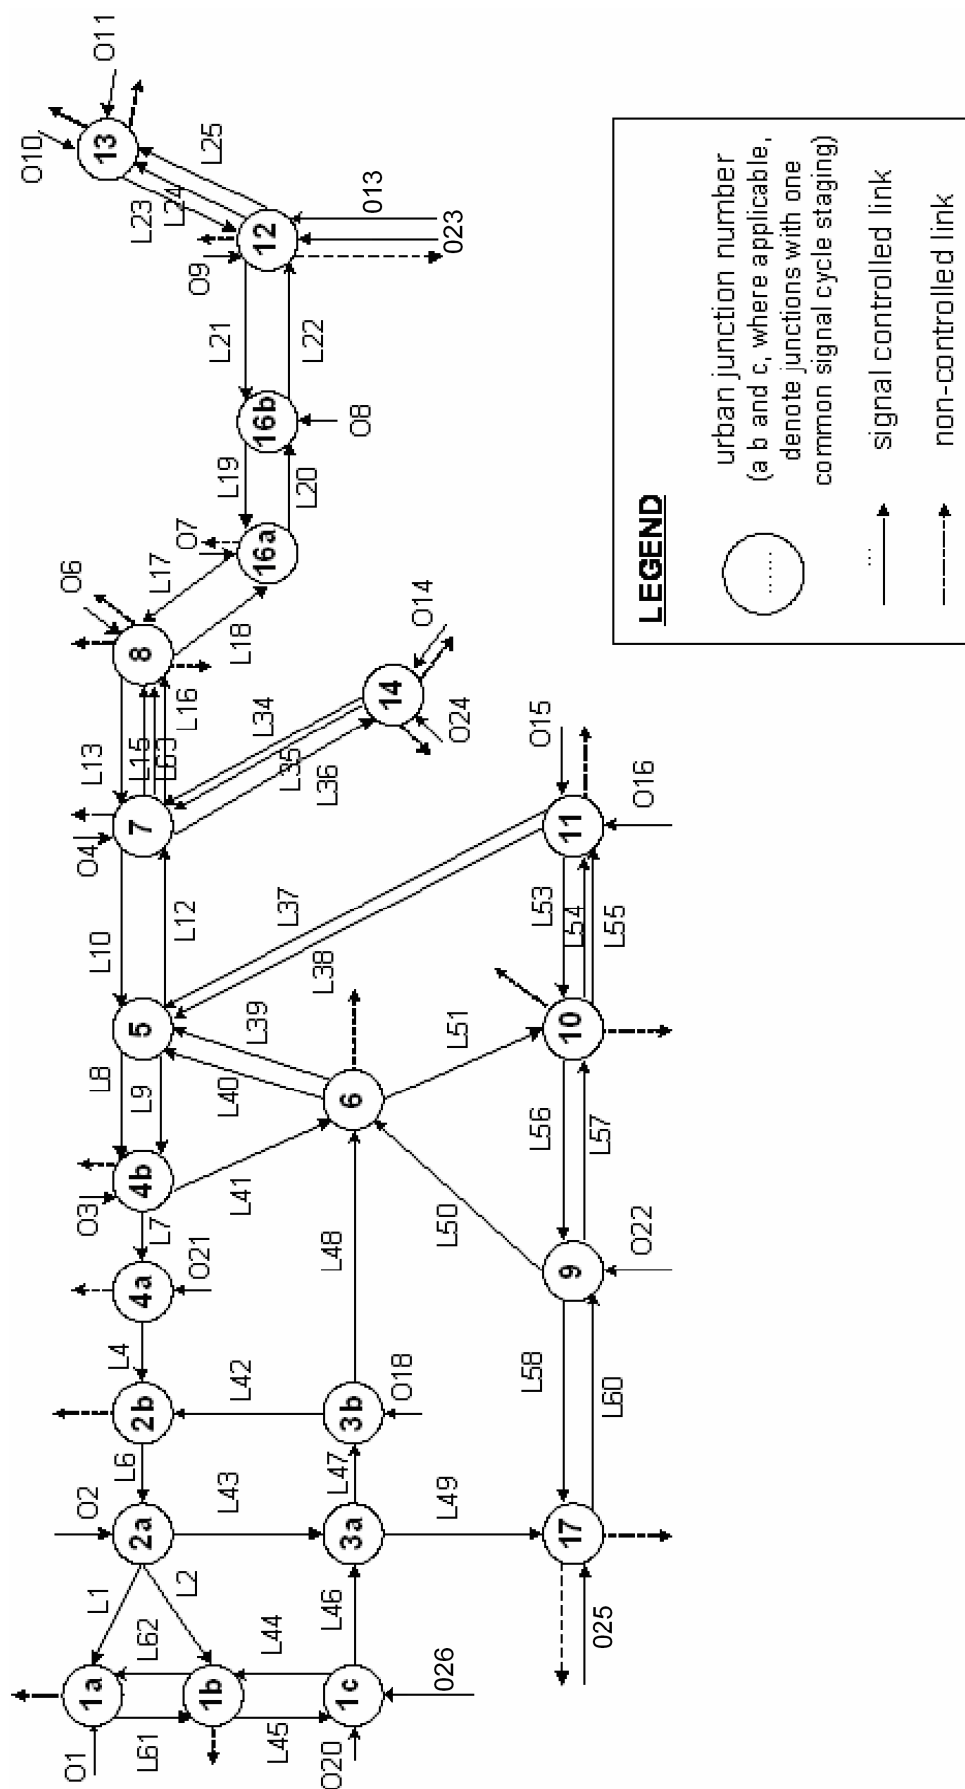 O1
1a
L61
L62
1b
L45
L44
O20
1c
026
L1
L2
L46
O2
2a
L43
3a
L49
17
025
L6
L47
2b
L42
3b
O18
L58
L60
L4
4a
O21
L7
O3
4b
L41
L48
L50
9
O22
L8
L9
L40
L39
6
L51
L56
L57
5
10
L10
L12
L38
L37
L53
L54
L55
O4
7
11
O15
O16
L13
L15
L63
L16
L35
L36
L34
14
O24
O14
O6
8
L17
L18
O7
16a
L19
L20
16b
O8
L21
L22
O9
12
023
013
L23
L24
L25
13
O10
O11
LEGEND
......
urban junction number
(a b and c, where applicable,
denote junctions with one
common signal cycle staging)
...
signal controlled link
non-controlled link